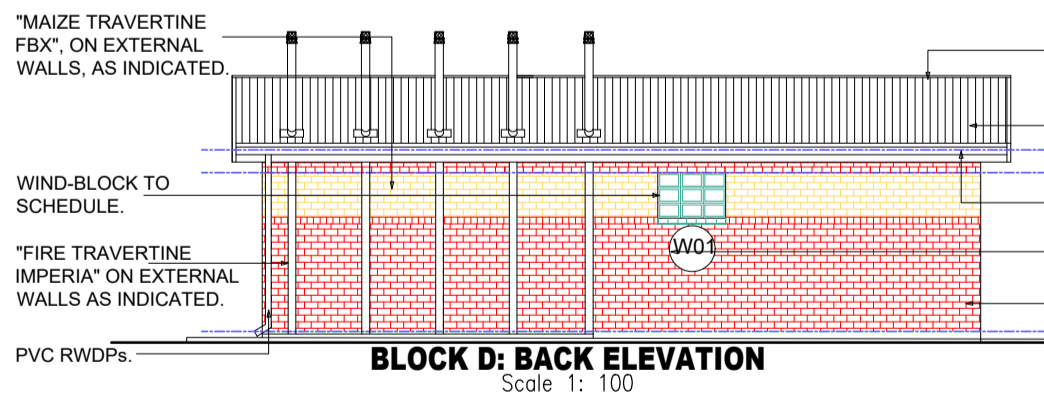 "MAIZE TRAVERTINE
FBX", ON EXTERNAL
WALLS, AS INDICATED.
WIND-BLOCK TO
SCHEDULE.
W01
"FIRE TRAVERTINE
IMPERIA" ON EXTERNAL
WALLS AS INDICATED.
PVC RWDPs.
BLOCK D: BACK ELEVATION
Scale 1: 100